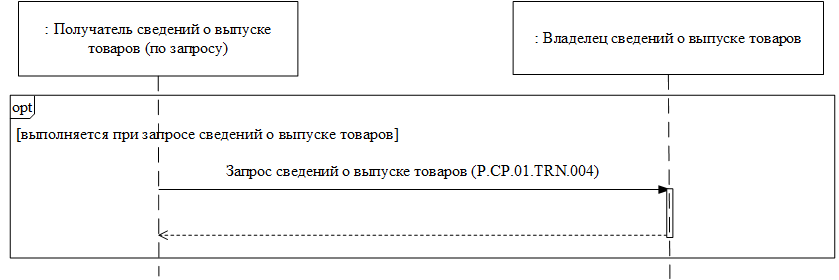 : Получатель сведений о выпуске
товаров (по запросу)
: Владелец сведений о выпуске товаров
opt
[выполняется при запросе сведений о выпуске товаров]
Запрос сведений о выпуске товаров (P.CP.01.TRN.004)